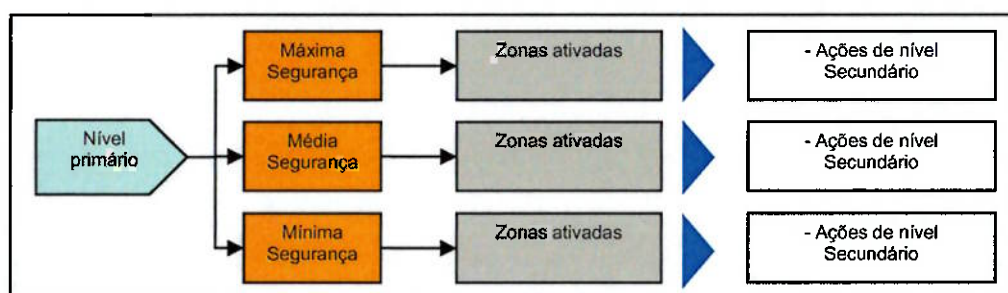 Máxima
Segurança
Zonas ativadas
- Ações de nível
Secundário
Nível
primário
Média
Segurança
Zonas ativadas
- Ações de nível
Secundário
Mínima
Segurança
Zonas ativadas
- Ações de nível
Secundário